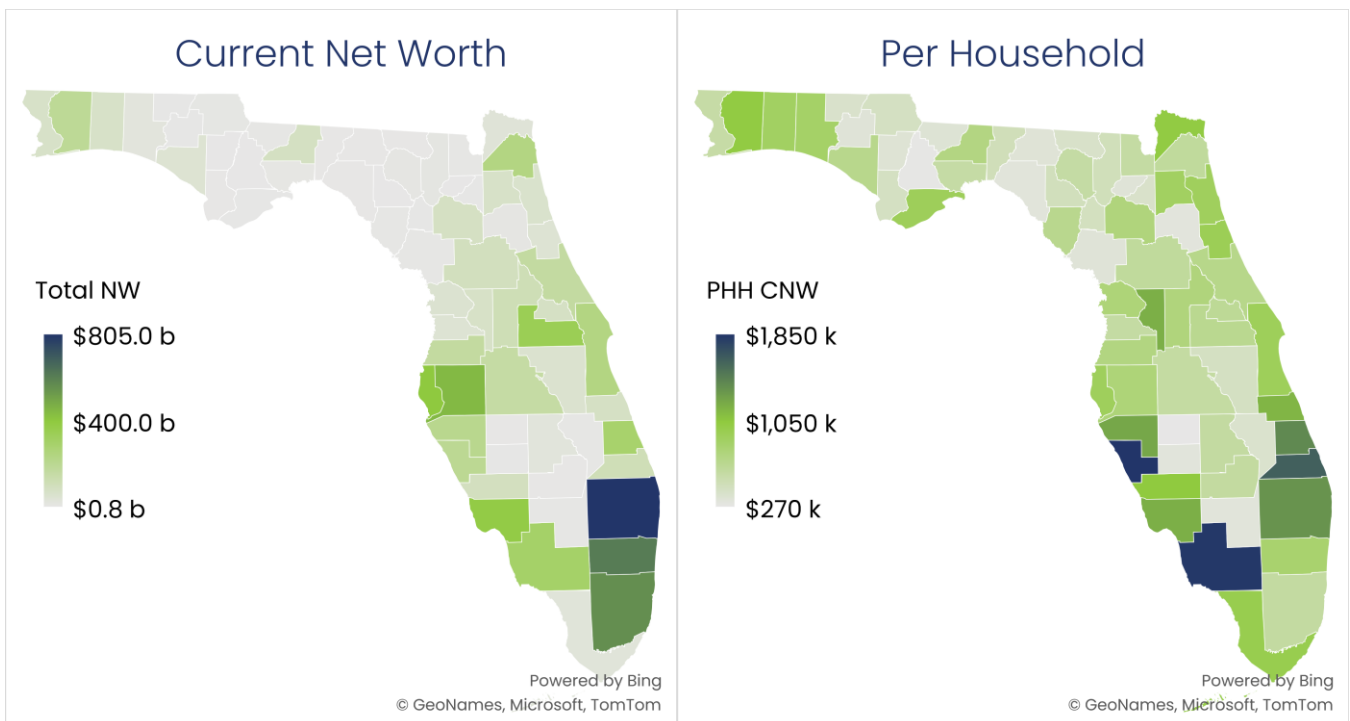 Current Net Worth
Total NW
$805.0 b
$400.0 b
$0.8 b
Powered by Bing
© GeoNames, Microsoft, TomTom
Per Household
PHH CNW
$1,850 k
$1,050 k
$270 k
Powered by Bing
© GeoNames, Microsoft, TomTom